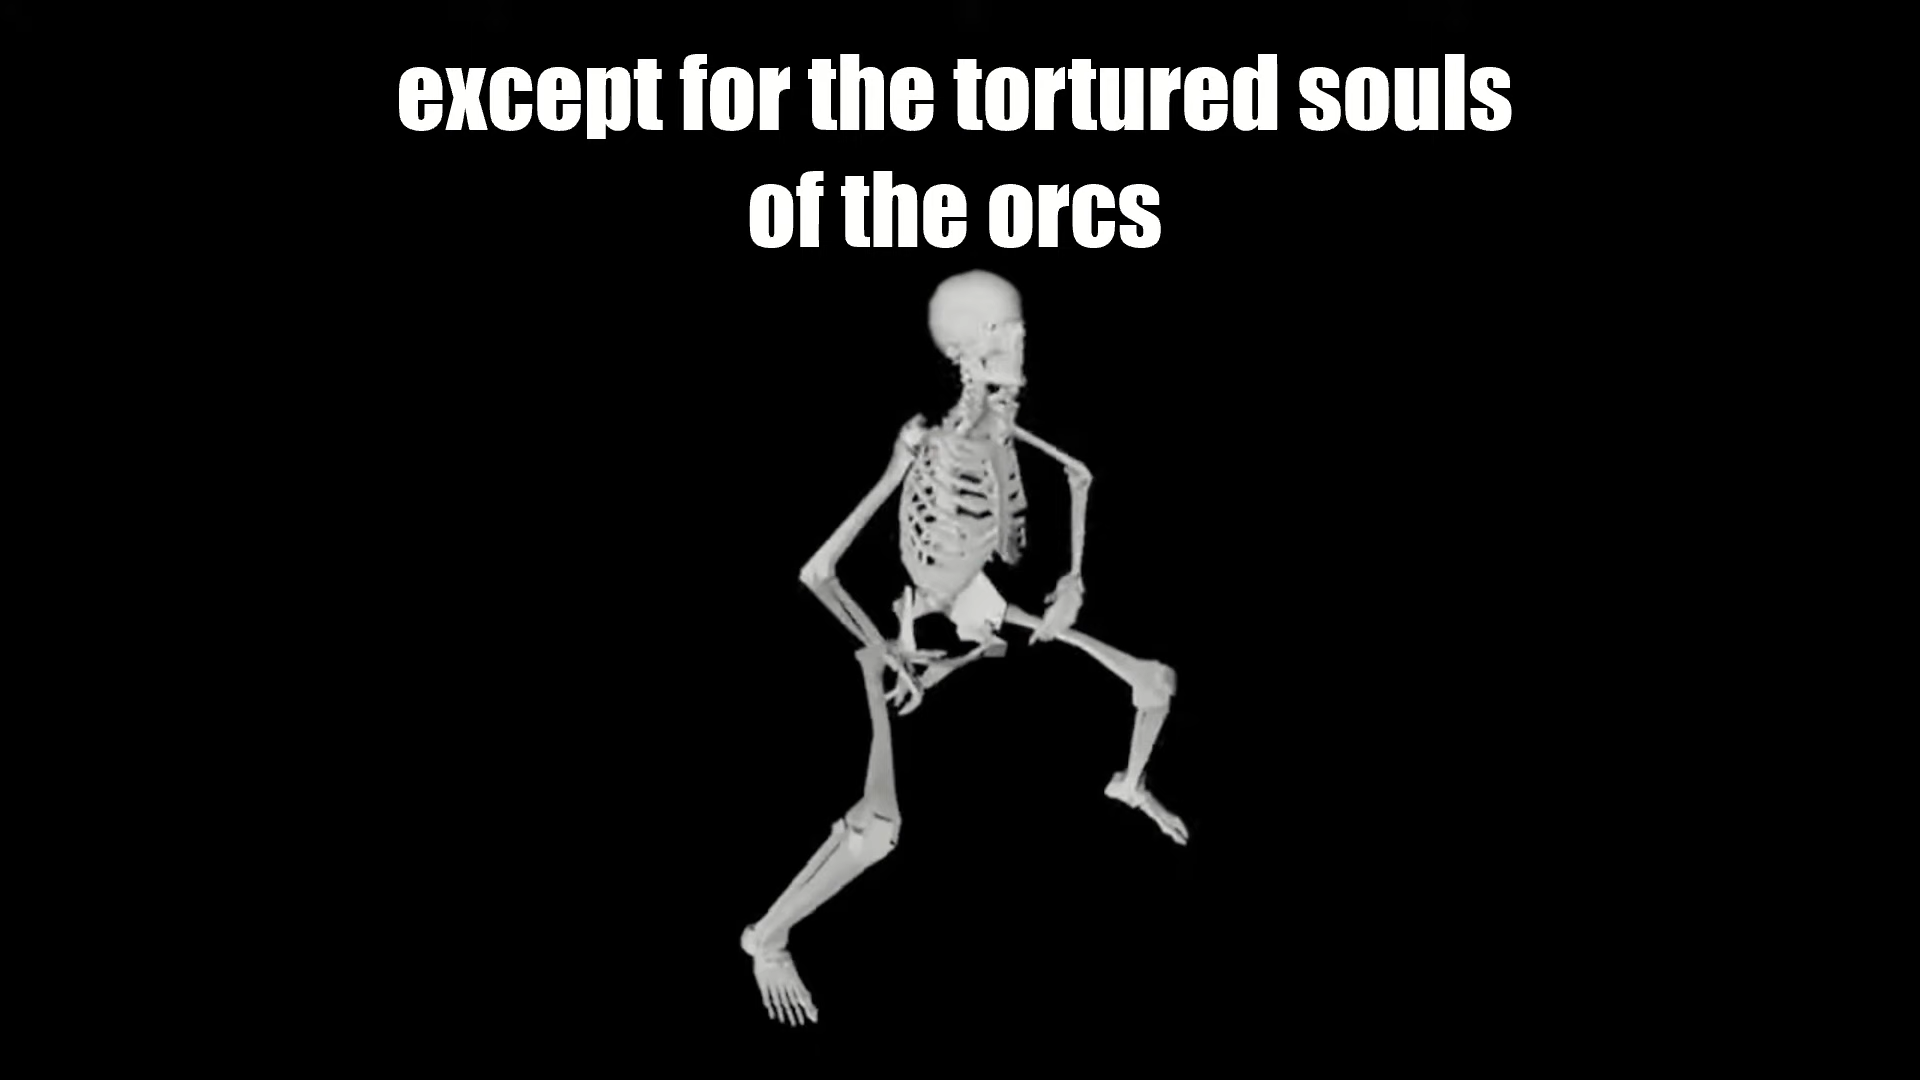 except for the tortured souls
of the orcs